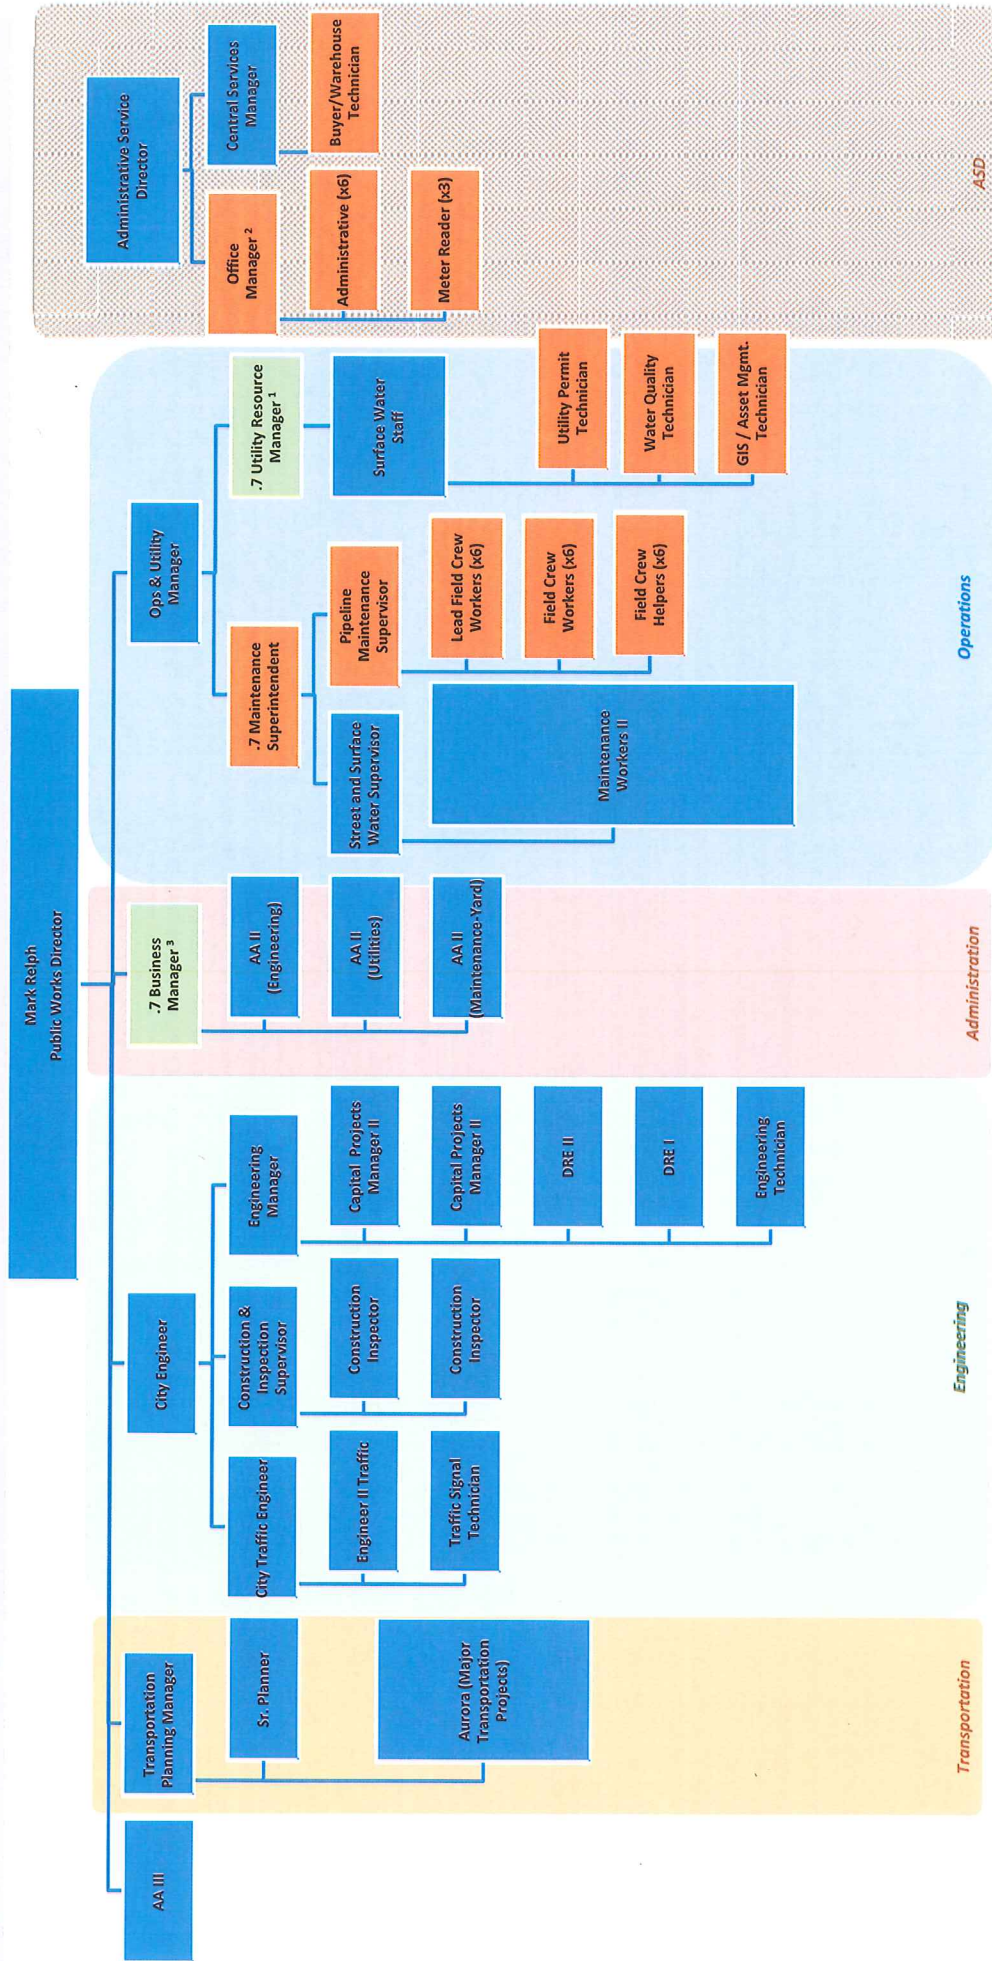 Mark Relph
Public Works Director
AA III
Transportation
Planning Manager
Sr. Planner
Aurora (Major
Transportation
Projects)
Transportation
City Engineer
City Traffic Engineer
Engineer II Traffic
Traffic Signal
Technician
Construction &
Inspection
Supervisor
Construction
Inspector
Construction
Inspector
Engineering
Manager
Capital Projects
Manager II
Capital Projects
Manager II
DRE II
DRE I
Engineering
Technician
Engineering
.7 Business
Manager ³
AA II
(Engineering)
AA II
(Utilities)
AA II
(Maintenance-Yard)
Administration
Ops & Utility
Manager
.7 Maintenance
Superintendent
Street and Surface
Water Supervisor
Maintenance
Workers II
Pipeline
Maintenance
Supervisor
Lead Field Crew
Workers (x6)
Field Crew
Workers (x6)
Field Crew
Helpers (x6)
.7 Utility Resource
Manager ¹
Surface Water
Staff
Utility Permit
Technician
Water Quality
Technician
GIS / Asset Mgmt.
Technician
Operations
Administrative Service
Director
Office
Manager ²
Administrative (x6)
Meter Reader (x3)
Central Services
Manager
Buyer/Warehouse
Technician
ASD